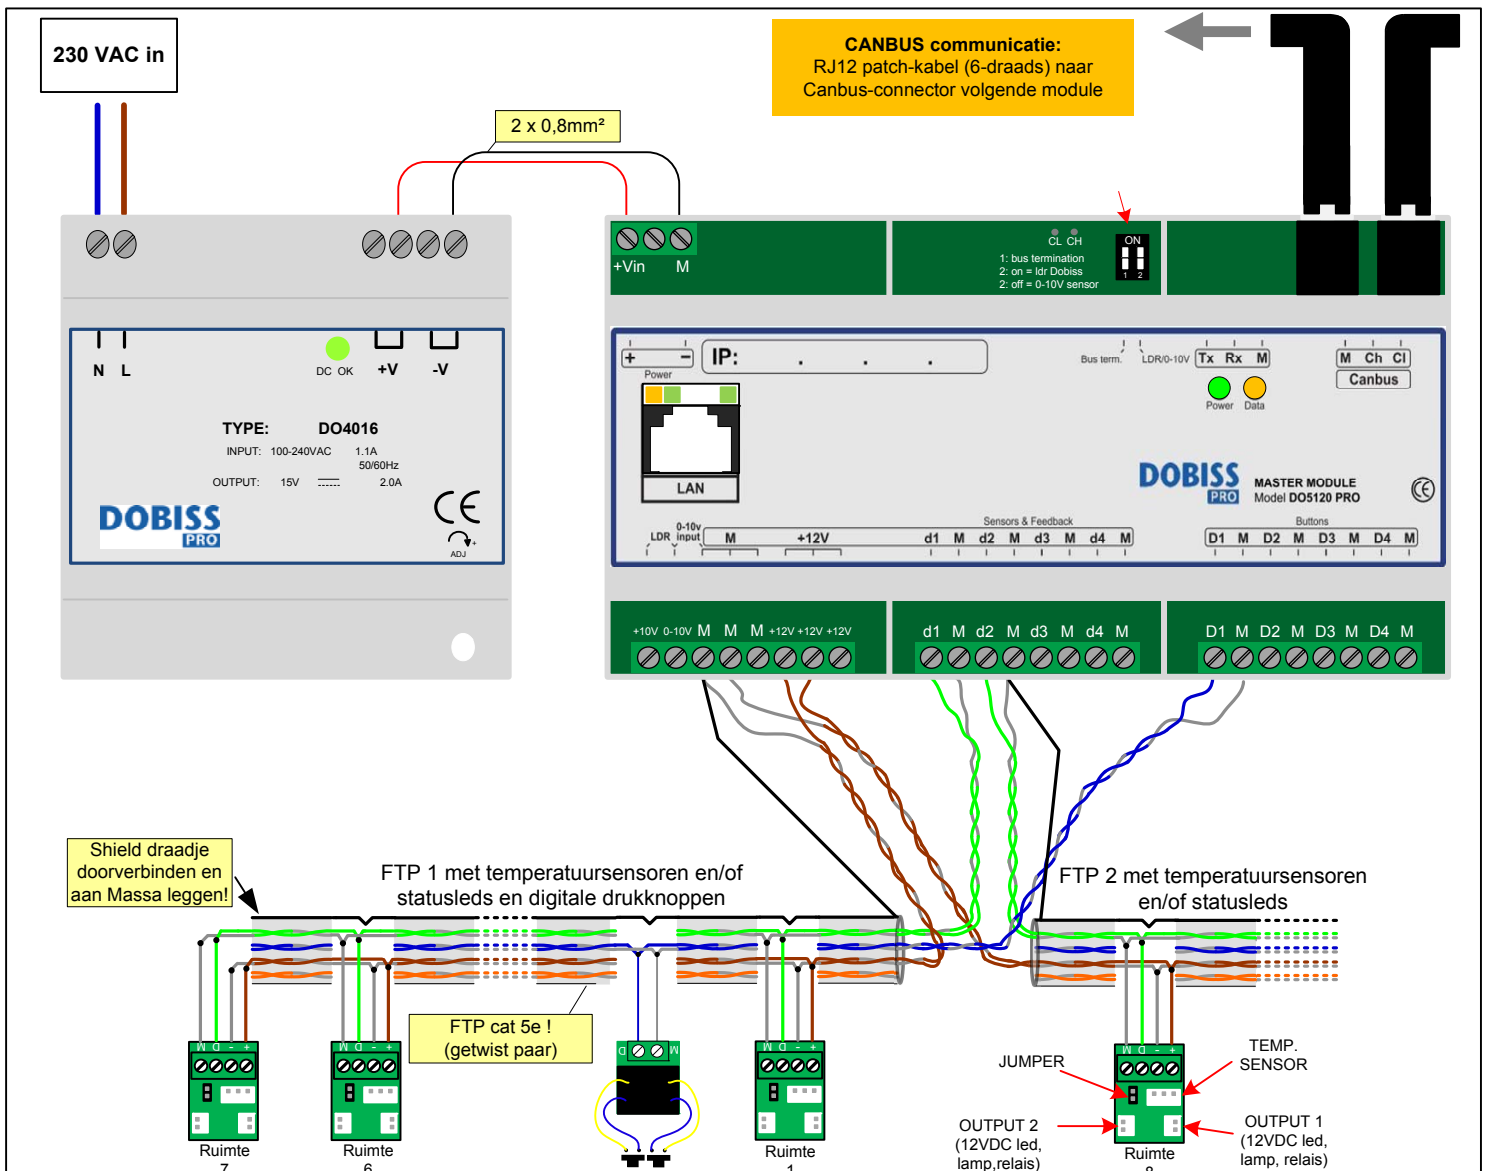 230 VAC in
CANBUS communicatie:
RJ12 patch-kabel (6-draads) naar
Canbus-connector volgende module
2 x 0,8mm²
+Vin M
CL CH
1: bus termination
2: on = ldr Dobiss
2: off = 0-10V sensor
ON
1 2
N L
DC OK
+V
-V
TYPE: DO4016
INPUT: 100-240VAC 1.1A
50/60Hz
OUTPUT: 15V 2.0A
DOBISS
PRO
CE
ADJ
+ −
Power
IP: . . .
LAN
Bus term.
LDR/0-10V
Tx Rx M
Power Data
M Ch Cl
Canbus
DOBISS
PRO
MASTER MODULE
Model DO5120 PRO
CE
LDR
0-10v
input
M +12V
Sensors & Feedback
d1 M d2 M d3 M d4 M
Buttons
D1 M D2 M D3 M D4 M
+10V 0-10V M M M +12V +12V +12V
d1 M d2 M d3 M d4 M
D1 M D2 M D3 M D4 M
Shield draadje
doorverbinden en
aan Massa leggen!
FTP 1 met temperatuursensoren en/of
statusleds en digitale drukknoppen
FTP 2 met temperatuursensoren
en/of statusleds
FTP cat 5e !
(getwist paar)
M D - +
M D - +
D M
M D - +
M D - +
JUMPER
TEMP.
SENSOR
OUTPUT 2
(12VDC led,
lamp,relais)
OUTPUT 1
(12VDC led,
lamp, relais)
Ruimte
7
Ruimte
6
Ruimte
1
Ruimte
8